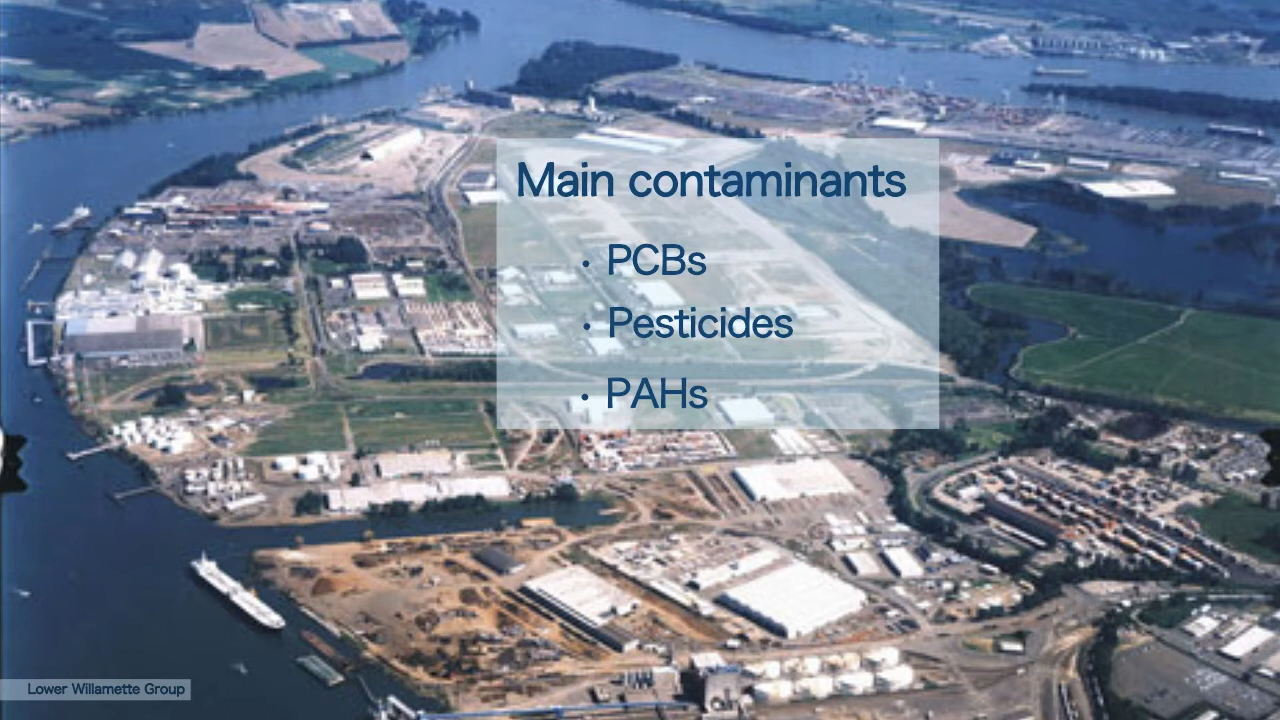 Main contaminants
· PCBs
· Pesticides
· PAHs
Lower Willamette Group